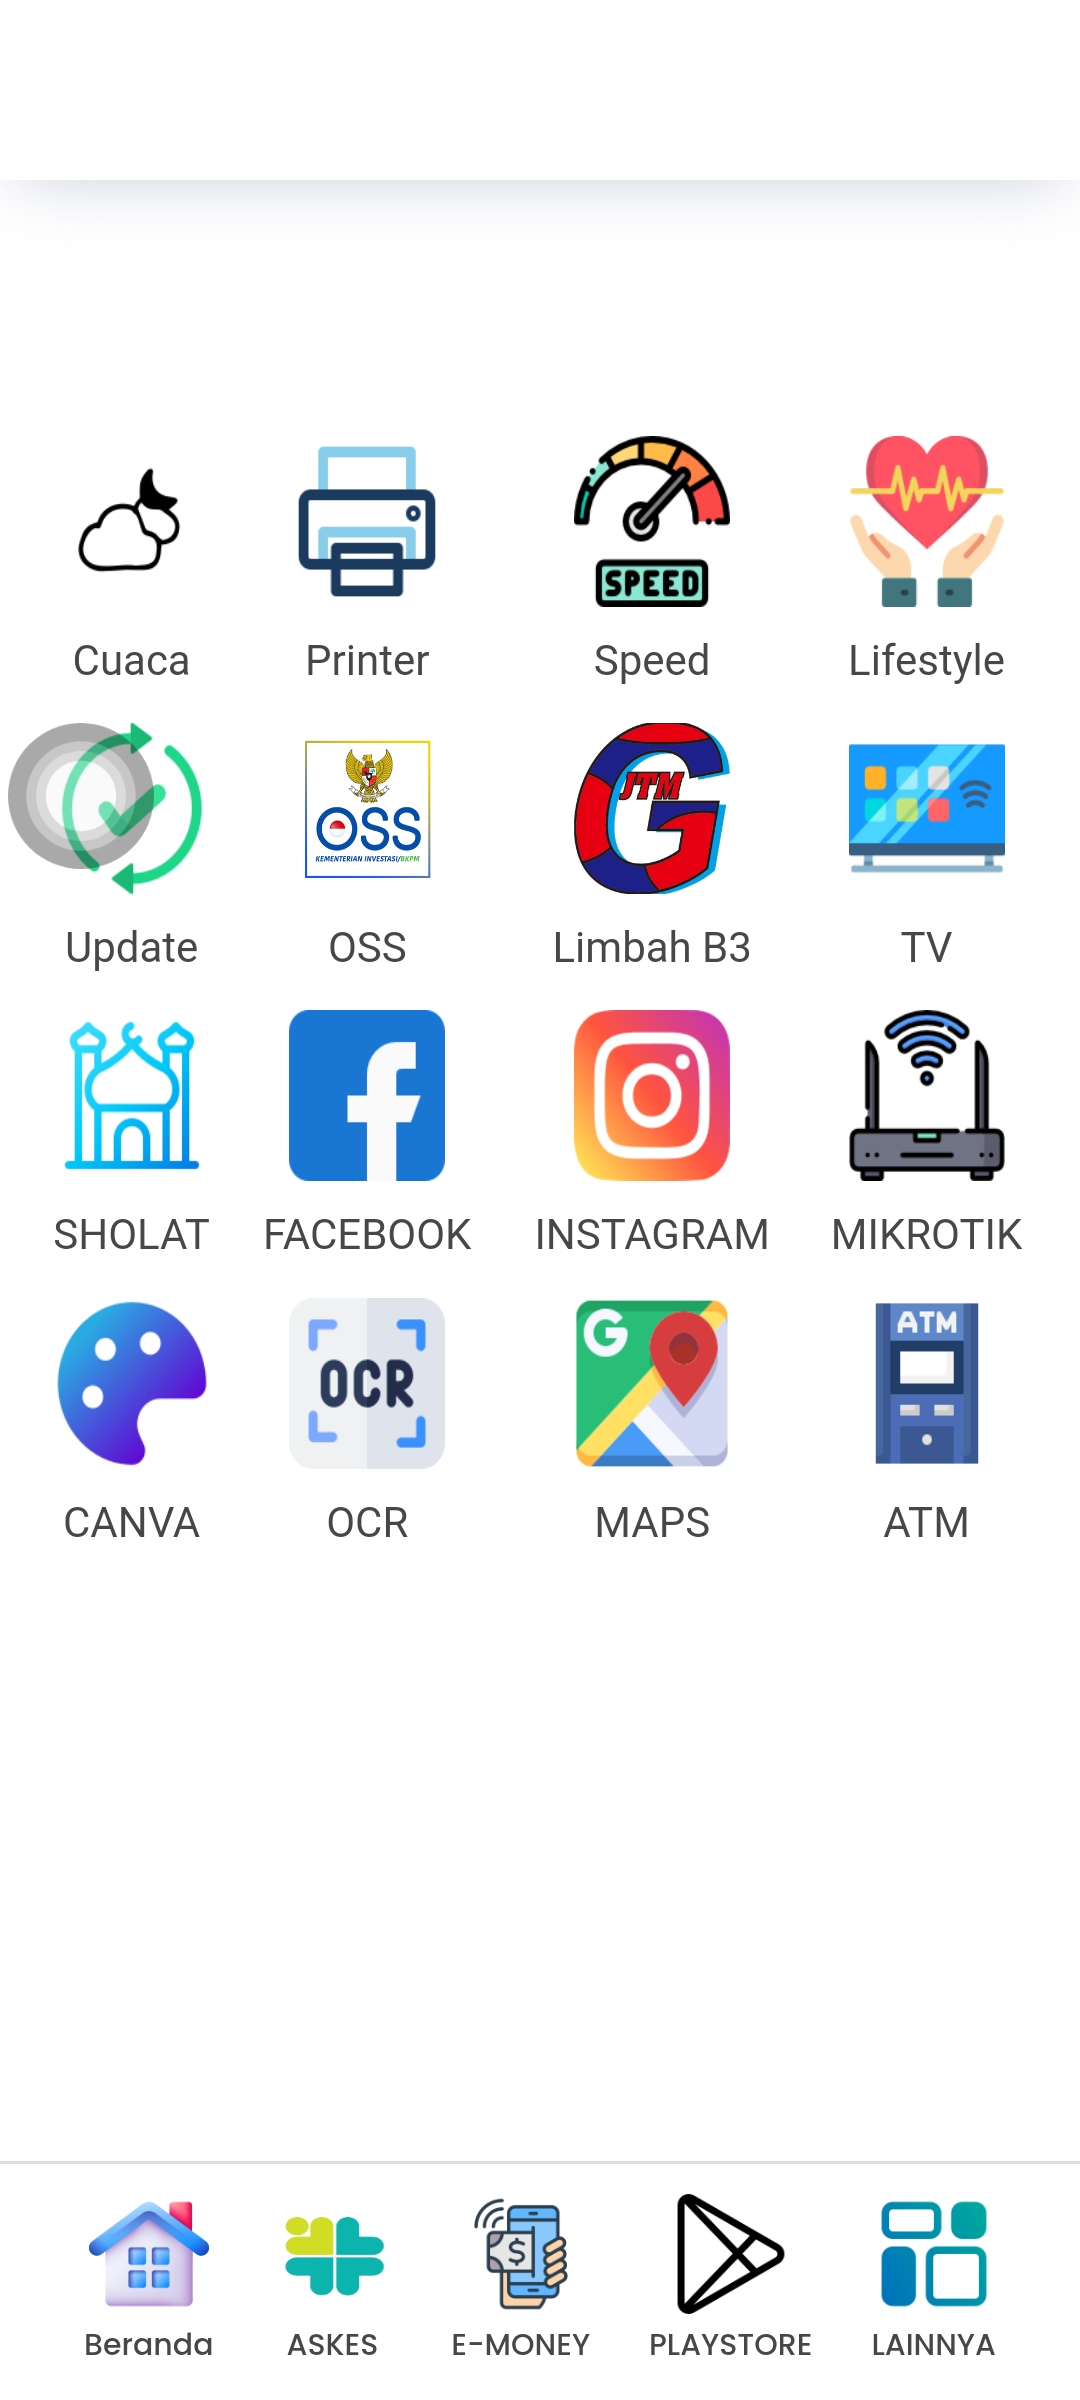 SPEED
Cuaca Printer Speed Lifestyle
OSS
KEMENTERIAN INVESTASI/BKPM
JTM
G
Update OSS Limbah B3 TV
SHOLAT FACEBOOK INSTAGRAM MIKROTIK
OCR
G
ATM
CANVA OCR MAPS ATM
$
Beranda ASKES E-MONEY PLAYSTORE LAINNYA